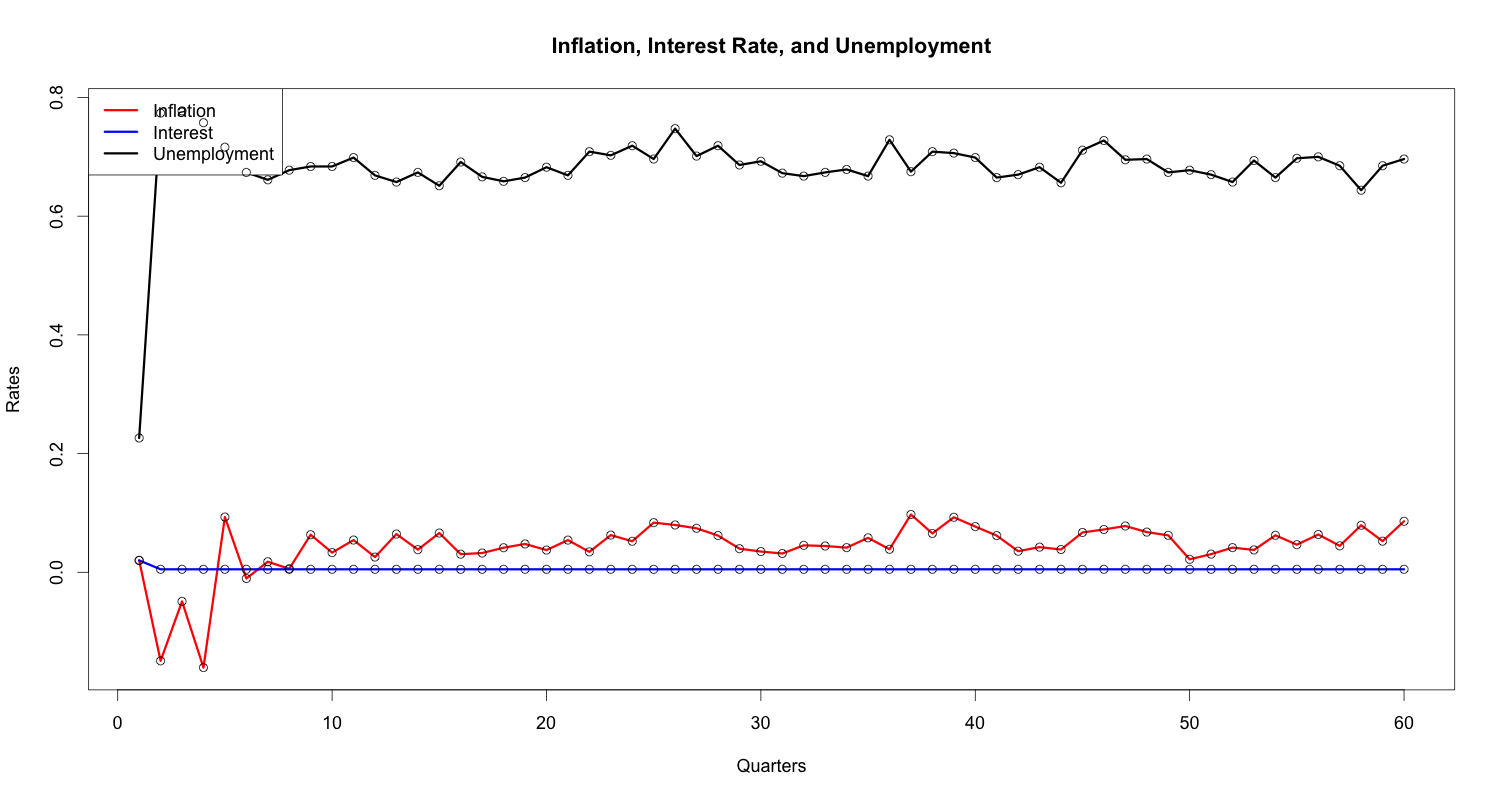 Inflation, Interest Rate, and Unemployment
Inflation
Interest
Unemployment
Rates
0.8
0.6
0.4
0.2
0.0
0 10 20 30 40 50 60
Quarters